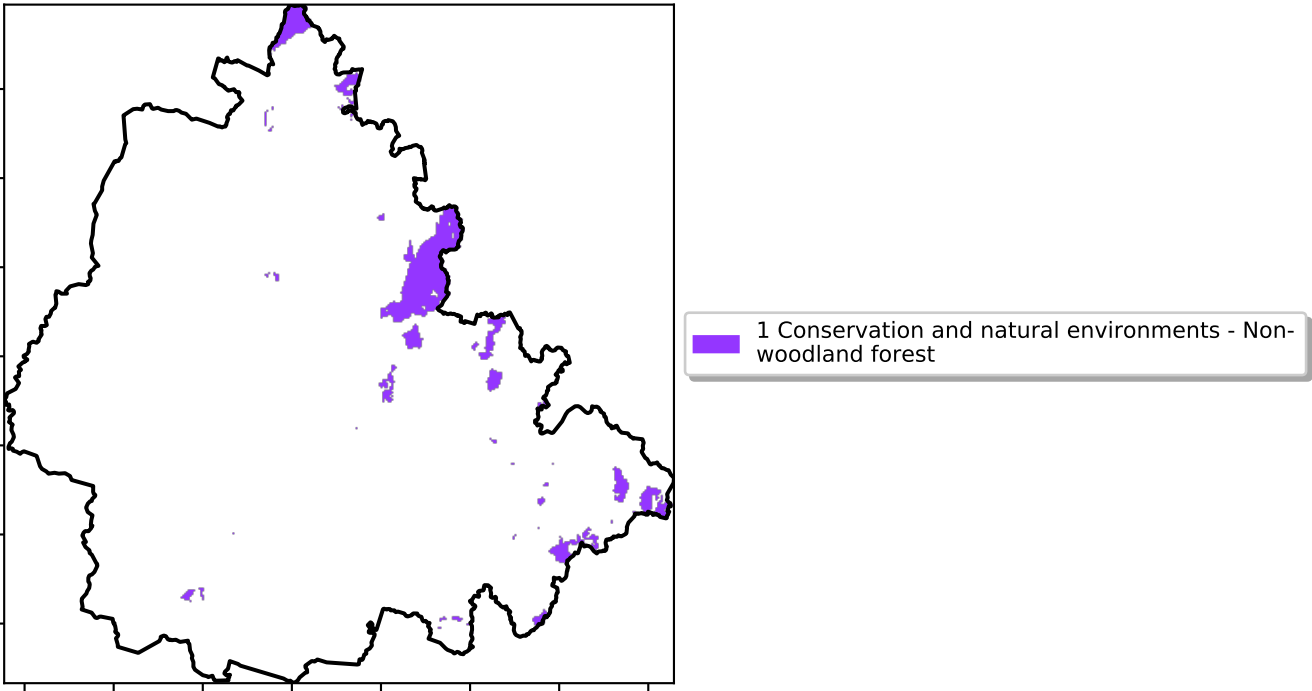 1 Conservation and natural environments - Non-
woodland forest